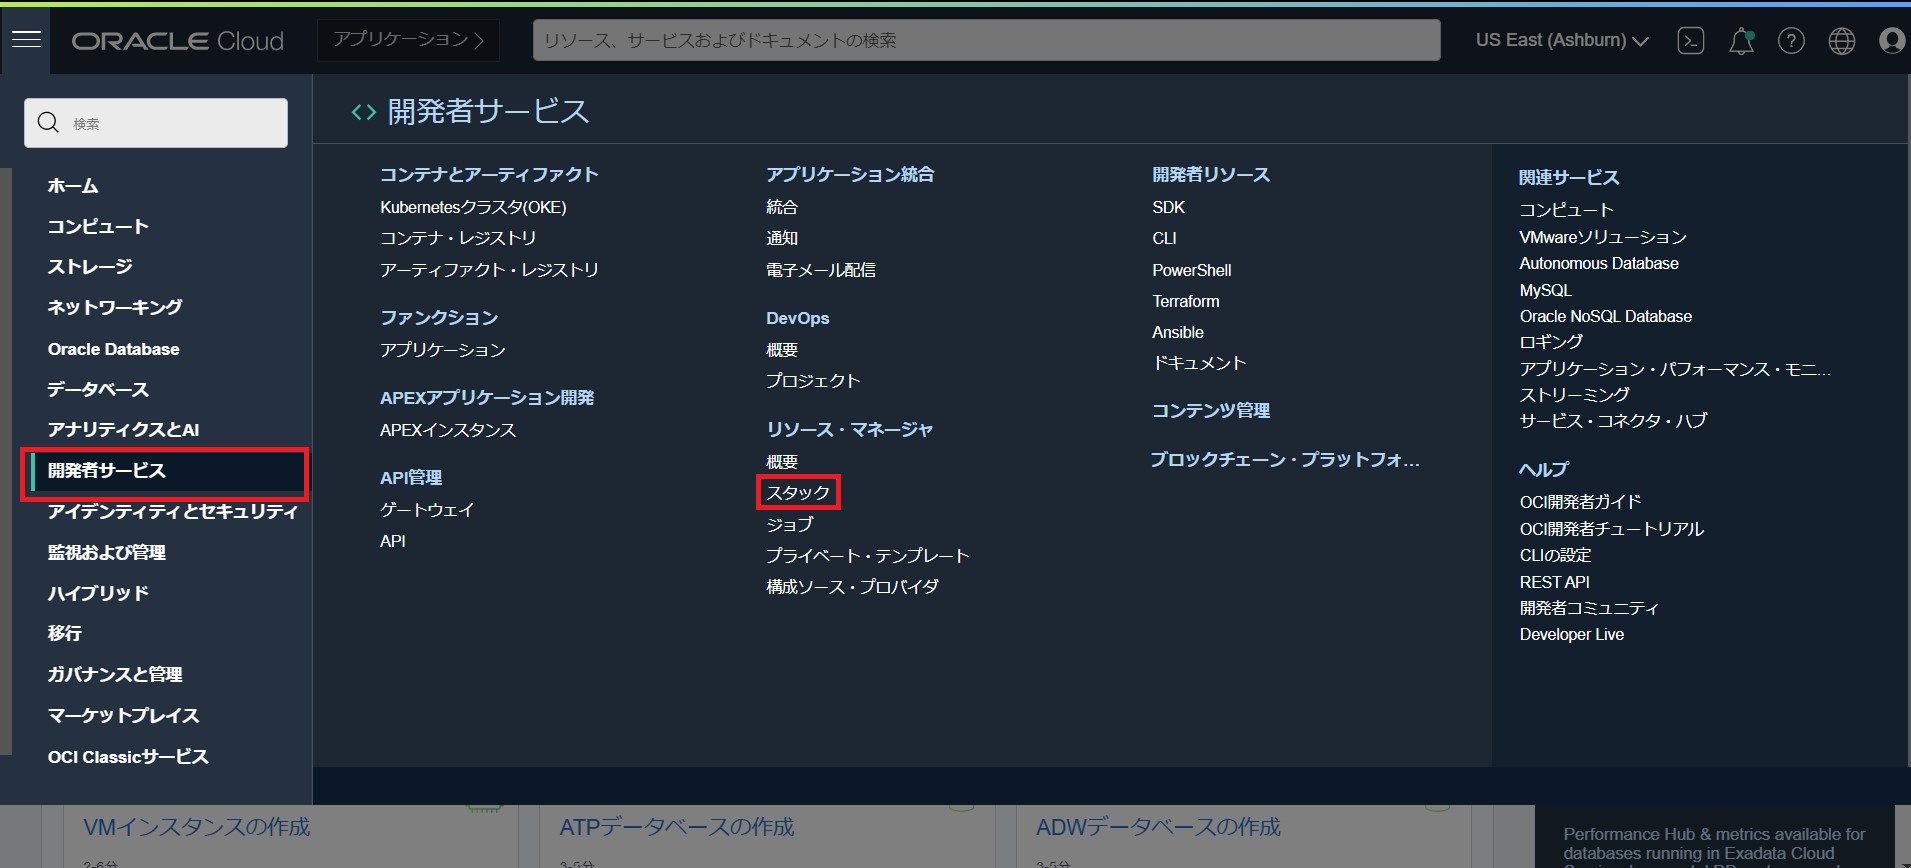 ORACLE Cloud
アプリケーション
リソース、サービスおよびドキュメントの検索
US East (Ashburn)
検索
ホーム
コンピュート
ストレージ
ネットワーキング
Oracle Database
データベース
アナリティクスとAI
開発者サービス
アイデンティティとセキュリティ
監視および管理
ハイブリッド
移行
ガバナンスと管理
マーケットプレイス
OCI Classicサービス
開発者サービス
コンテナとアーティファクト
Kubernetesクラスタ(OKE)
コンテナ・レジストリ
アーティファクト・レジストリ
ファンクション
アプリケーション
APEXアプリケーション開発
APEXインスタンス
API管理
ゲートウェイ
API
アプリケーション統合
統合
通知
電子メール配信
DevOps
概要
プロジェクト
リソース・マネージャ
概要
スタック
ジョブ
プライベート・テンプレート
構成ソース・プロバイダ
開発者リソース
SDK
CLI
PowerShell
Terraform
Ansible
ドキュメント
コンテンツ管理
ブロックチェーン・プラットフォ...
関連サービス
コンピュート
VMwareソリューション
Autonomous Database
MySQL
Oracle NoSQL Database
ロギング
アプリケーション・パフォーマンス・モニ...
ストリーミング
サービス・コネクタ・ハブ
ヘルプ
OCI開発者ガイド
OCI開発者チュートリアル
CLIの設定
REST API
開発者コミュニティ
Developer Live
VMインスタンスの作成
2-6分
ATPデータベースの作成
3-5分
ADWデータベースの作成
3-5分
Performance Hub & metrics available for
databases running in Exadata Cloud